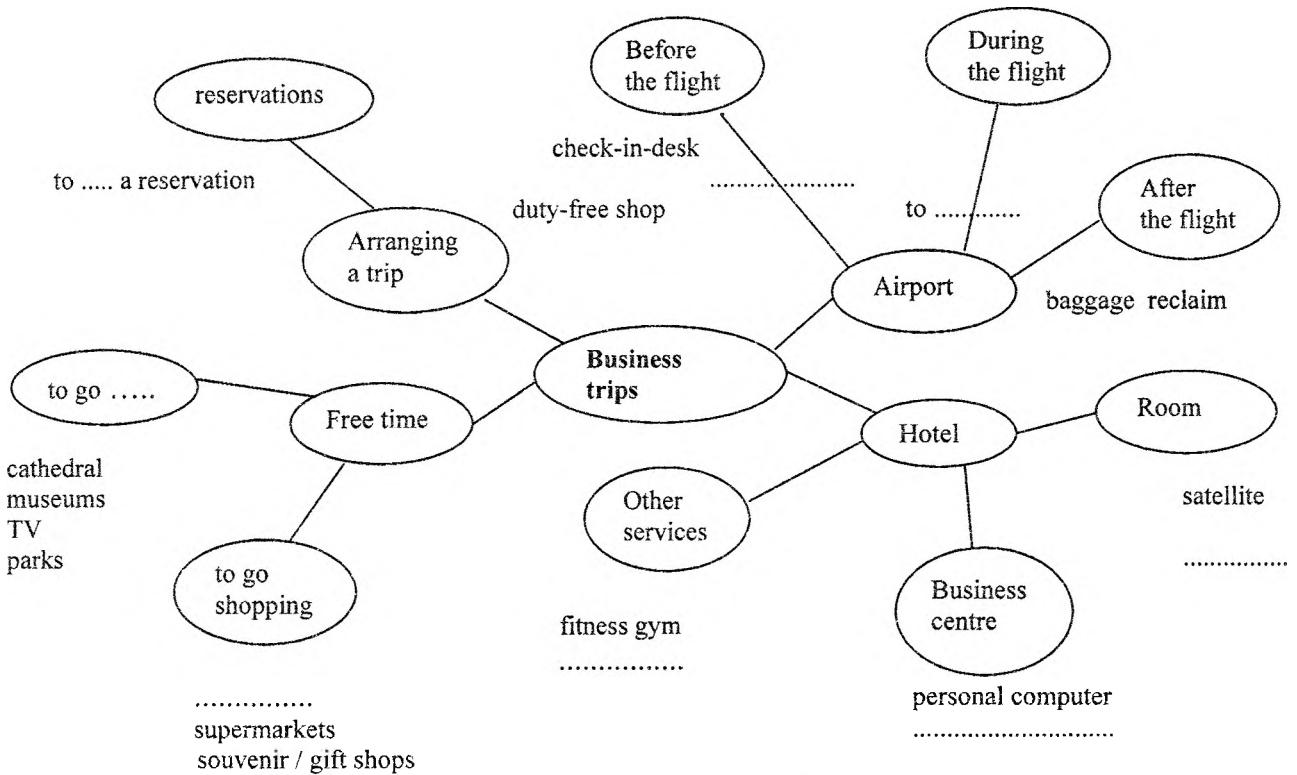 Before
the flight
During
the flight
reservations
check-in-desk
to ..... a reservation
....................
duty-free shop
to ............
After
the flight
Arranging
a trip
Airport
baggage reclaim
Business
trips
to go .....
Free time
Hotel
Room
cathedral
museums
TV
parks
Other
services
satellite
...............
to go
shopping
Business
centre
fitness gym
.................
personal computer
............................
................
supermarkets
souvenir / gift shops